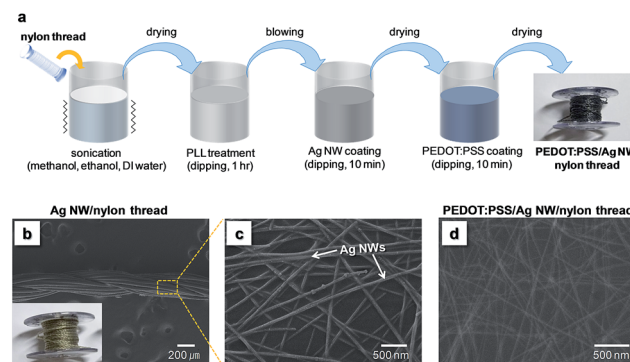 a
nylon thread
drying
blowing
drying
drying
sonication
(methanol, ethanol, DI water)
PLL treatment
(dipping, 1 hr)
Ag NW coating
(dipping, 10 min)
PEDOT:PSS coating
(dipping, 10 min)
PEDOT:PSS/Ag NW
nylon thread
Ag NW/nylon thread
PEDOT:PSS/Ag NW/nylon thread
b
c
d
Ag NWs
200 μm
500 nm
500nm